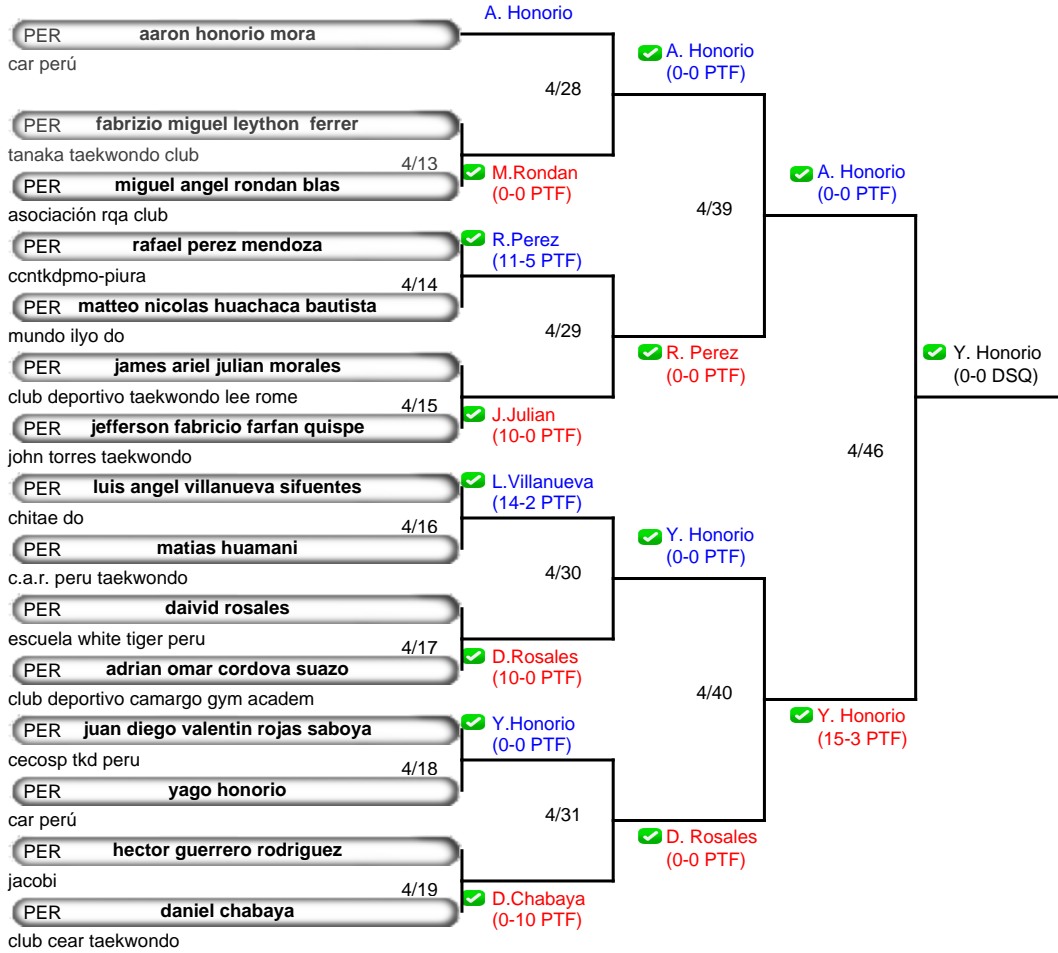 A. Honorio
PER aaron honorio mora
car perú
4/28
A. Honorio
(0-0 PTF)
PER fabrizio miguel leython ferrer
tanaka taekwondo club
4/13
PER miguel angel rondan blas
asociación rqa club
M.Rondan
(0-0 PTF)
4/39
A. Honorio
(0-0 PTF)
PER rafael perez mendoza
ccntkdpmo-piura
4/14
R.Perez
(11-5 PTF)
PER matteo nicolas huachaca bautista
mundo ilyo do
4/29
R. Perez
(0-0 PTF)
Y. Honorio
(0-0 DSQ)
PER james ariel julian morales
club deportivo taekwondo lee rome
4/15
PER jefferson fabricio farfan quispe
john torres taekwondo
J.Julian
(10-0 PTF)
4/46
PER luis angel villanueva sifuentes
chitae do
4/16
L.Villanueva
(14-2 PTF)
PER matias huamani
c.a.r. peru taekwondo
4/30
Y. Honorio
(0-0 PTF)
PER daivid rosales
escuela white tiger peru
4/17
PER adrian omar cordova suazo
club deportivo camargo gym academ
D.Rosales
(10-0 PTF)
4/40
Y. Honorio
(15-3 PTF)
PER juan diego valentin rojas saboya
cecosp tkd peru
4/18
Y.Honorio
(0-0 PTF)
PER yago honorio
car perú
4/31
D. Rosales
(0-0 PTF)
PER hector guerrero rodriguez
jacobi
4/19
PER daniel chabaya
club cear taekwondo
D.Chabaya
(0-10 PTF)